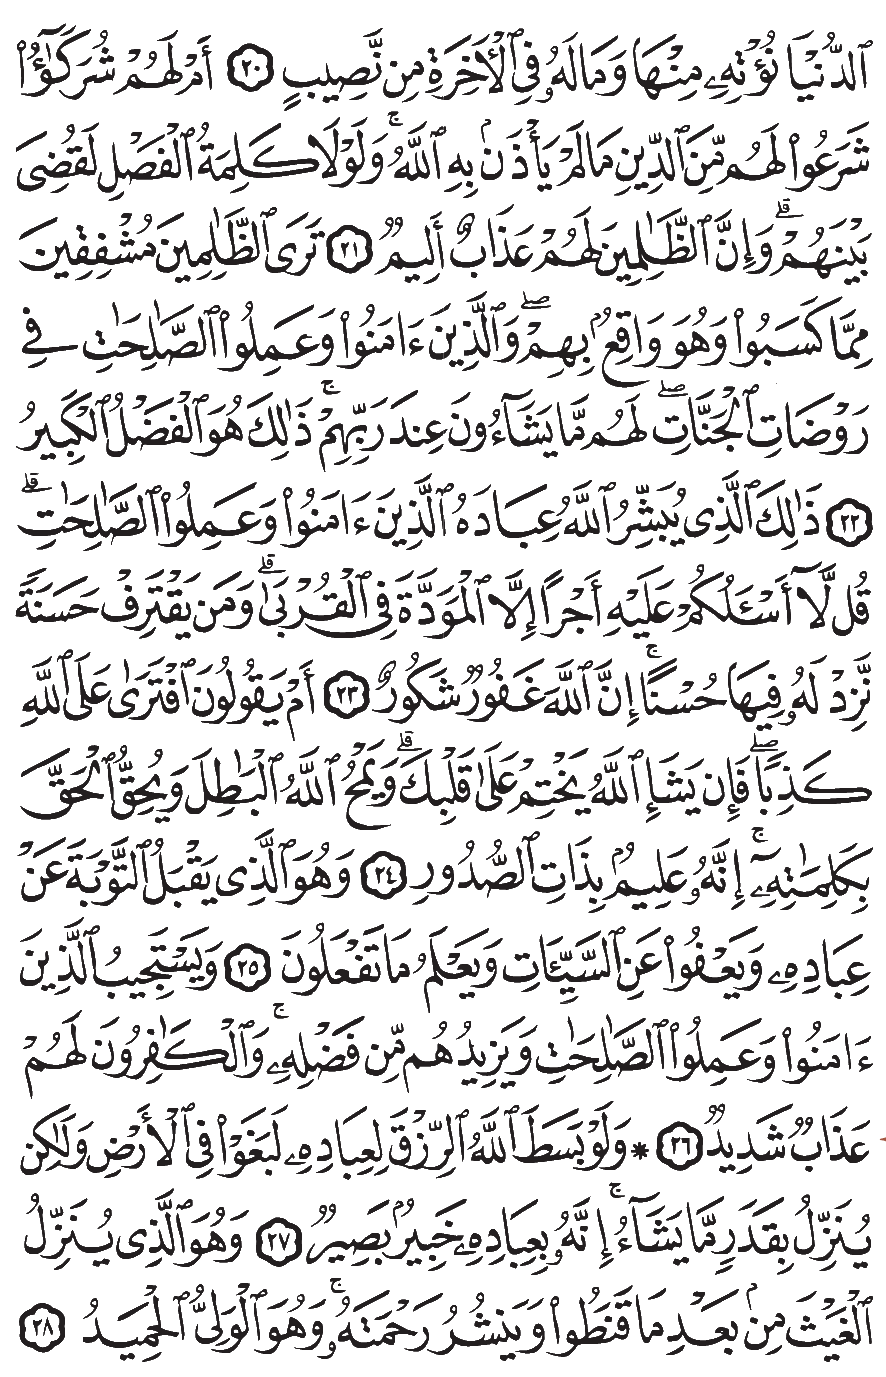 ٱلدُّنۡيَا نُؤۡتِهِۦ مِنۡهَا وَمَا لَهُۥ فِي ٱلۡأٓخِرَةِ مِن نَّصِيبٍ ٢٠ أَمۡ لَهُمۡ شُرَكَٰٓؤُاْ
شَرَعُواْ لَهُم مِّنَ ٱلدِّينِ مَا لَمۡ يَأۡذَنۢ بِهِ ٱللَّهُۚ وَلَوۡلَا كَلِمَةُ ٱلۡفَصۡلِ لَقُضِيَ
بَيۡنَهُمۡۗ وَإِنَّ ٱلظَّٰلِمِينَ لَهُمۡ عَذَابٌ أَلِيمٞ ٢١ تَرَى ٱلظَّٰلِمِينَ مُشۡفِقِينَ
مِمَّا كَسَبُواْ وَهُوَ وَاقِعُۢ بِهِمۡۖ وَٱلَّذِينَ ءَامَنُواْ وَعَمِلُواْ ٱلصَّٰلِحَٰتِ فِي
رَوۡضَاتِ ٱلۡجَنَّاتِۖ لَهُم مَّا يَشَآءُونَ عِندَ رَبِّهِمۡۚ ذَٰلِكَ هُوَ ٱلۡفَضۡلُ ٱلۡكَبِيرُ
٢٢ ذَٰلِكَ ٱلَّذِي يُبَشِّرُ ٱللَّهُ عِبَادَهُ ٱلَّذِينَ ءَامَنُواْ وَعَمِلُواْ ٱلصَّٰلِحَٰتِۗ
قُل لَّآ أَسۡـَٔلُكُمۡ عَلَيۡهِ أَجۡرًا إِلَّا ٱلۡمَوَدَّةَ فِي ٱلۡقُرۡبَىٰۗ وَمَن يَقۡتَرِفۡ حَسَنَةٗ
نَّزِدۡ لَهُۥ فِيهَا حُسۡنًاۚ إِنَّ ٱللَّهَ غَفُورٞ شَكُورٌ ٢٣ أَمۡ يَقُولُونَ ٱفۡتَرَىٰ عَلَى ٱللَّهِ
كَذِبٗاۖ فَإِن يَشَإِ ٱللَّهُ يَخۡتِمۡ عَلَىٰ قَلۡبِكَۗ وَيَمۡحُ ٱللَّهُ ٱلۡبَٰطِلَ وَيُحِقُّ ٱلۡحَقَّ
بِكَلِمَٰتِهِۦٓۚ إِنَّهُۥ عَلِيمُۢ بِذَاتِ ٱلصُّدُورِ ٢٤ وَهُوَ ٱلَّذِي يَقۡبَلُ ٱلتَّوۡبَةَ عَنۡ
عِبَادِهِۦ وَيَعۡفُواْ عَنِ ٱلسَّيِّـَٔاتِ وَيَعۡلَمُ مَا تَفۡعَلُونَ ٢٥ وَيَسۡتَجِيبُ ٱلَّذِينَ
ءَامَنُواْ وَعَمِلُواْ ٱلصَّٰلِحَٰتِ وَيَزِيدُهُم مِّن فَضۡلِهِۦۚ وَٱلۡكَٰفِرُونَ لَهُمۡ
عَذَابٞ شَدِيدٞ ٢٦ * وَلَوۡ بَسَطَ ٱللَّهُ ٱلرِّزۡقَ لِعِبَادِهِۦ لَبَغَوۡاْ فِي ٱلۡأَرۡضِ وَلَٰكِن
يُنَزِّلُ بِقَدَرٖ مَّا يَشَآءُۚ إِنَّهُۥ بِعِبَادِهِۦ خَبِيرُۢ بَصِيرٞ ٢٧ وَهُوَ ٱلَّذِي يُنَزِّلُ
ٱلۡغَيۡثَ مِنۢ بَعۡدِ مَا قَنَطُواْ وَيَنشُرُ رَحۡمَتَهُۥۚ وَهُوَ ٱلۡوَلِيُّ ٱلۡحَمِيدُ ٢٨